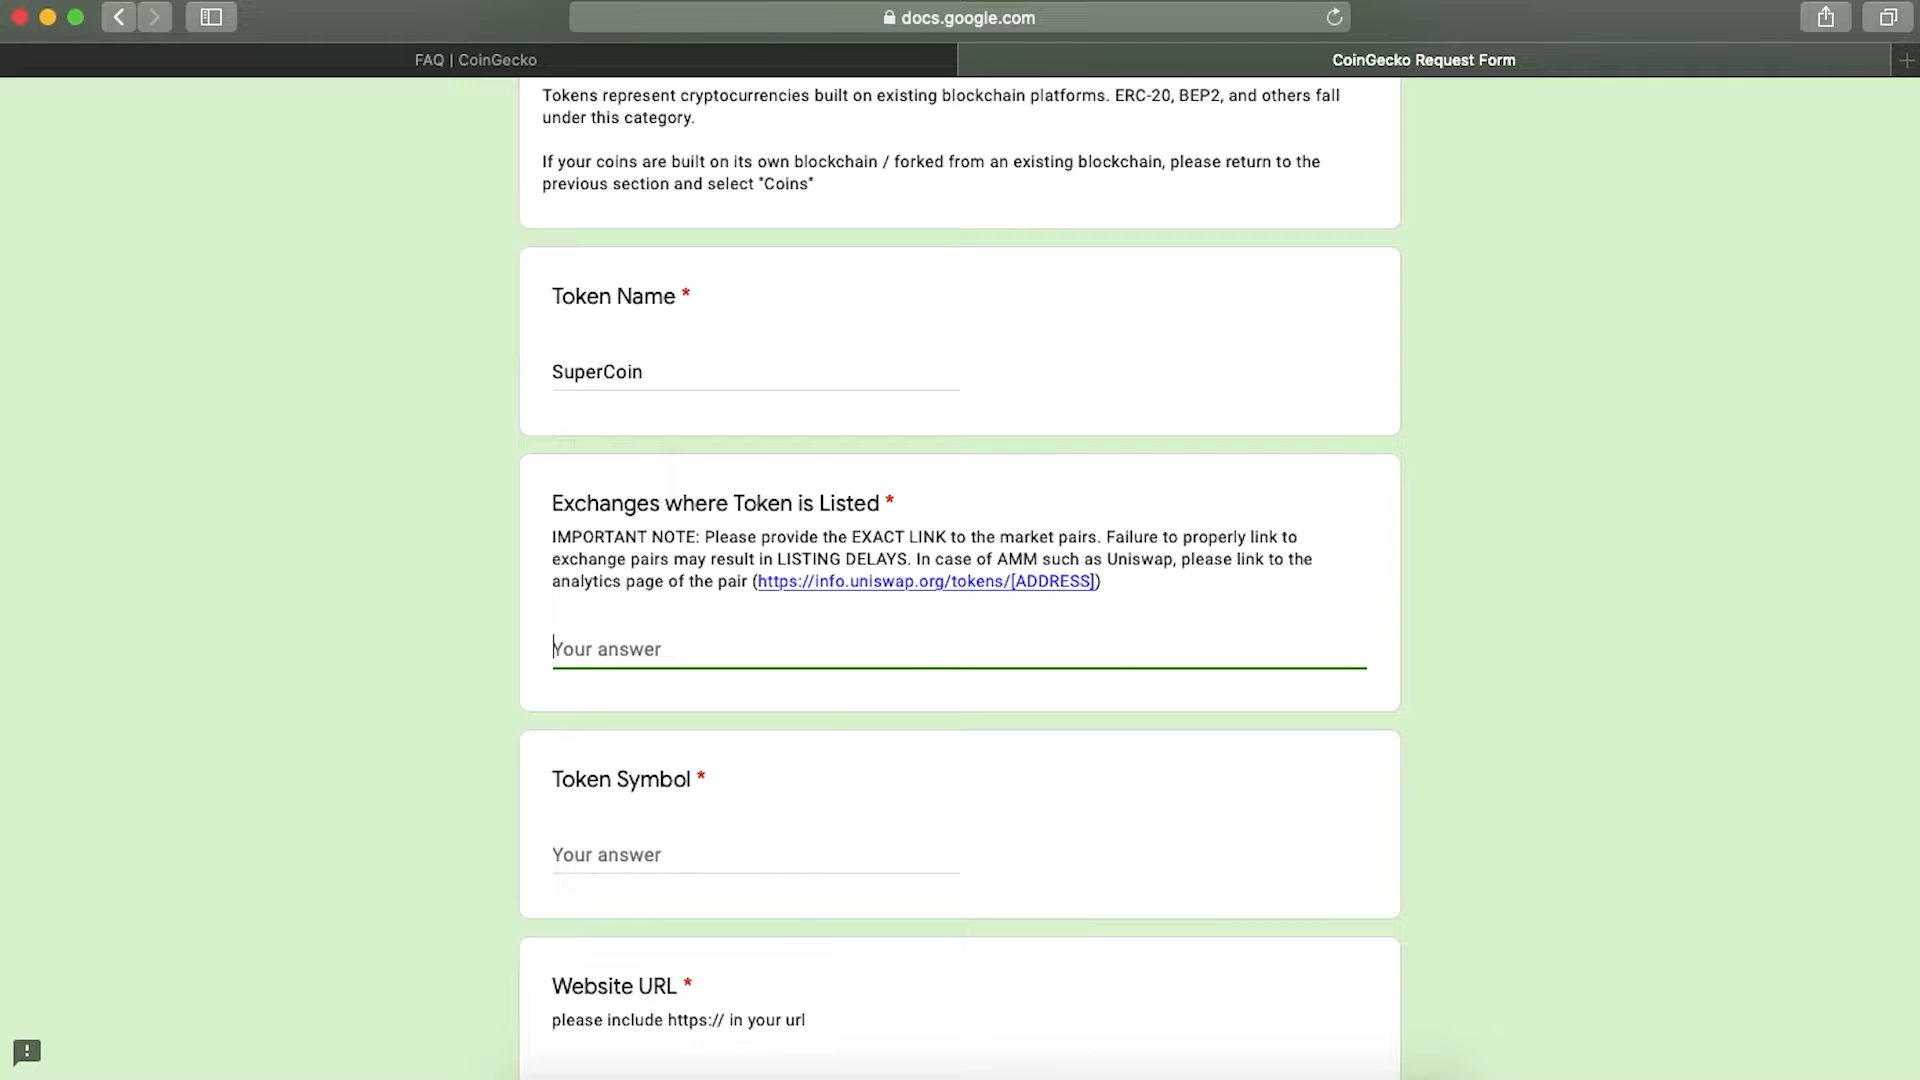 docs.google.com
FAQ | CoinGecko
CoinGecko Request Form
Tokens represent cryptocurrencies built on existing blockchain platforms. ERC-20, BEP2, and others fall
under this category.
If your coins are built on its own blockchain / forked from an existing blockchain, please return to the
previous section and select "Coins"
Token Name *
SuperCoin
Exchanges where Token is Listed *
IMPORTANT NOTE: Please provide the EXACT LINK to the market pairs. Failure to properly link to
exchange pairs may result in LISTING DELAYS. In case of AMM such as Uniswap, please link to the
analytics page of the pair (https://info.uniswap.org/tokens/[ADDRESS])
Your answer
Token Symbol *
Your answer
Website URL *
please include https:// in your url